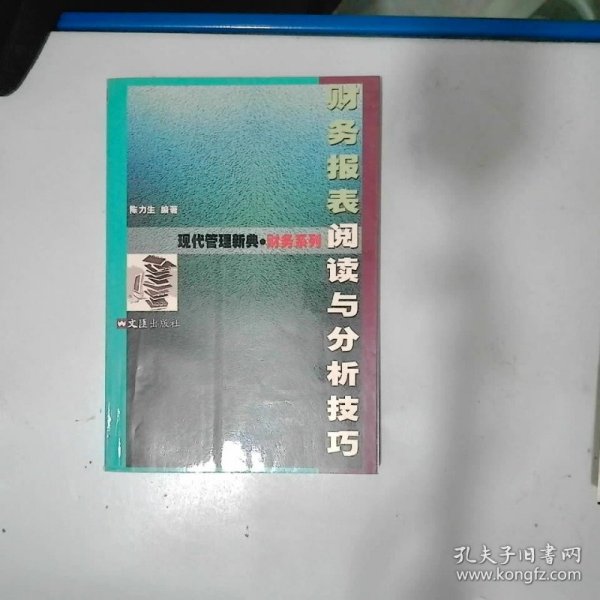 财务报表阅读与分析技巧
陈力生 编著
现代管理新典·财务系列
文匯出版社
孔夫子旧书网
www.kongfz.com